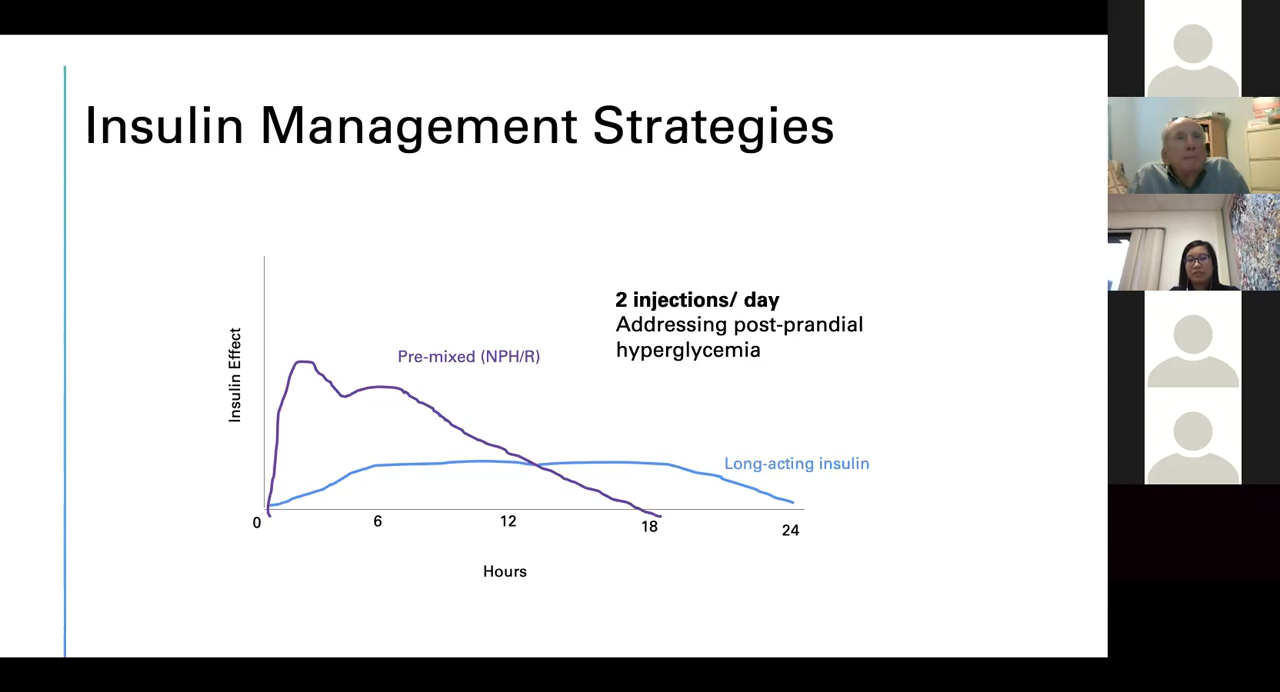 Insulin Management Strategies
2 injections/ day
Addressing post-prandial
hyperglycemia
Pre-mixed (NPH/R)
Insulin Effect
Long-acting insulin
0
6
12
18
24
Hours